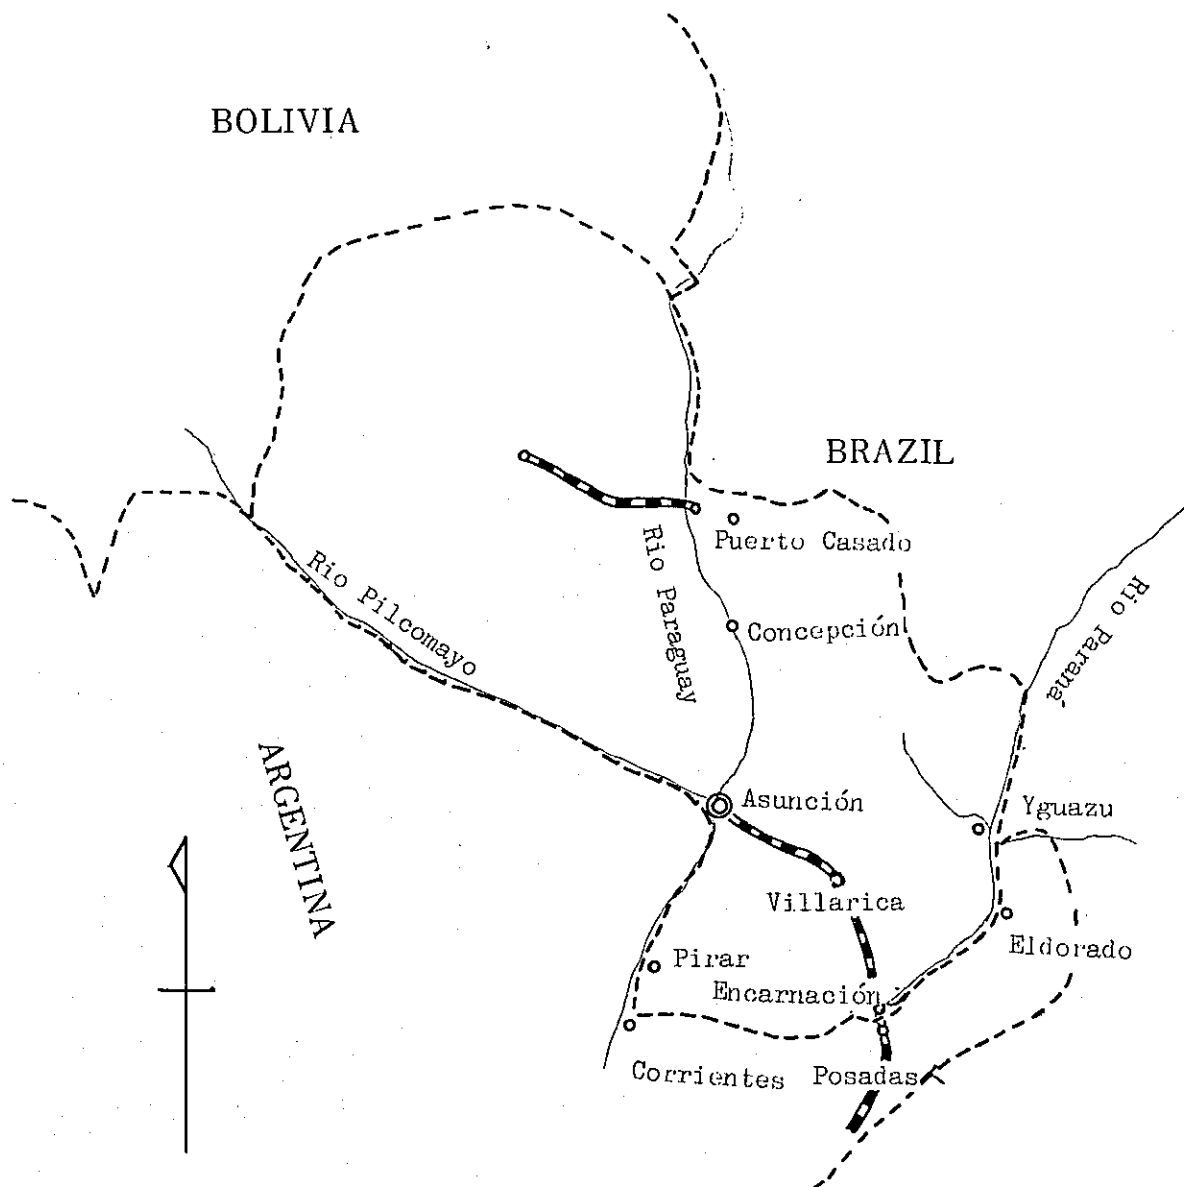 BOLIVIA
BRAZIL
Puerto Casado
Rio Paraguay
Rio Pilcomayo
Rio Paraná
Concepción
ARGENTINA
Asunción
Yguazu
Villarica
Eldorado
Pirar
Encarnación
Corrientes
Posadas